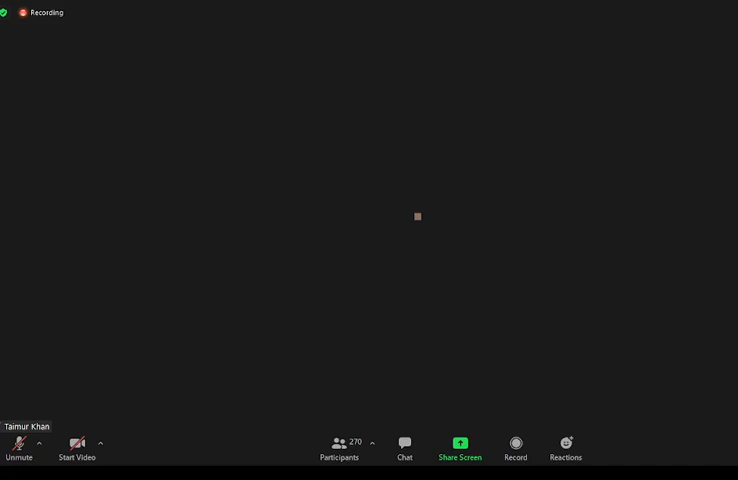 Recording
Taimur Khan
270
Unmute
Start Video
Participants
Chat
Share Screen
Record
Reactions